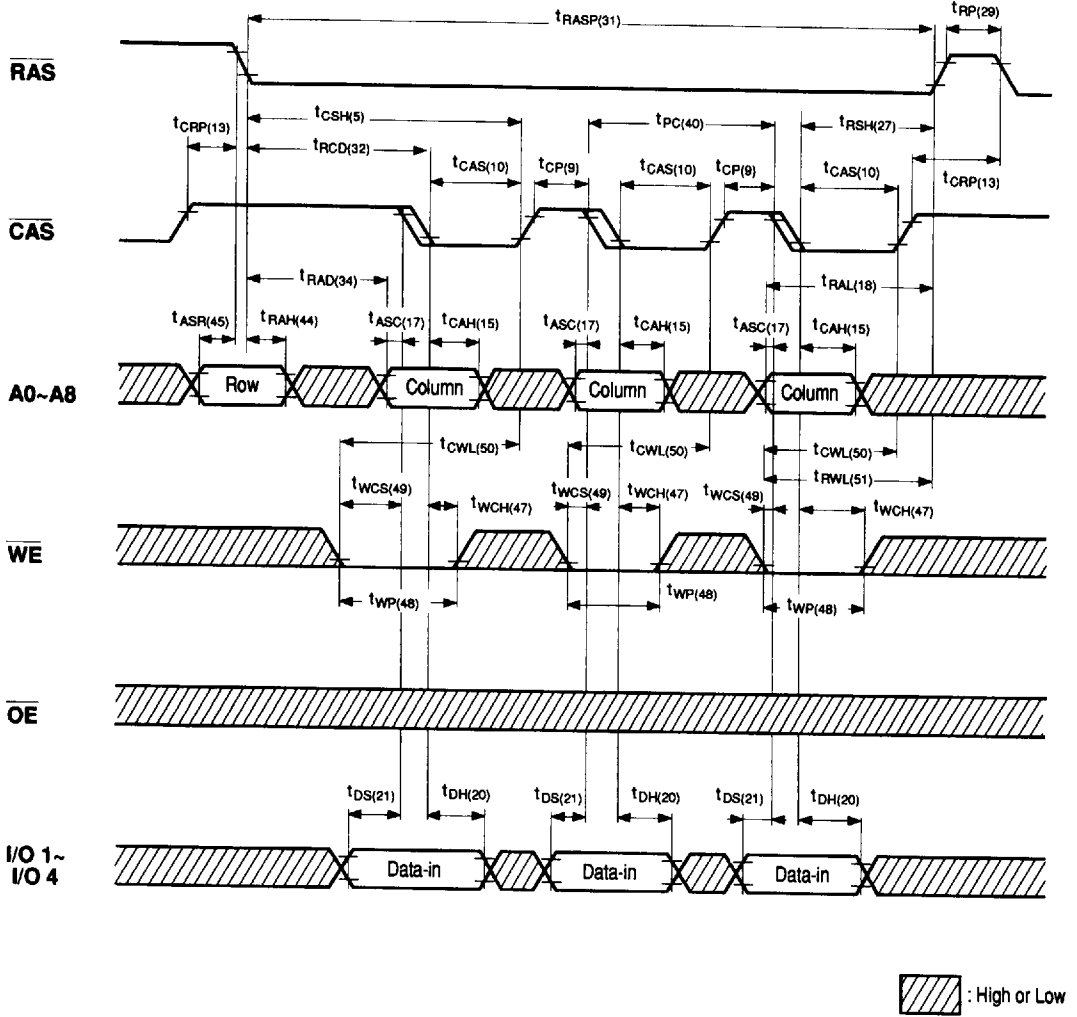 tRASP(31)
tRP(29)
RAS
tCSH(5)
tPC(40)
tRSH(27)
tCRP(13)
tRCD(32)
tCAS(10)
tCP(9)
tCAS(10)
tCP(9)
tCAS(10)
tCRP(13)
CAS
tRAD(34)
tRAL(18)
tASR(45)
tRAH(44)
tASC(17)
tCAH(15)
tASC(17)
tCAH(15)
tASC(17)
tCAH(15)
A0~A8
Row
Column
Column
Column
tCWL(50)
tCWL(50)
tCWL(50)
tRWL(51)
tWCS(49)
tWCH(47)
tWCS(49)
tWCH(47)
tWCS(49)
tWCH(47)
WE
tWP(48)
tWP(48)
tWP(48)
OE
tDS(21)
tDH(20)
tDS(21)
tDH(20)
tDS(21)
tDH(20)
I/O 1~
I/O 4
Data-in
Data-in
Data-in
: High or Low